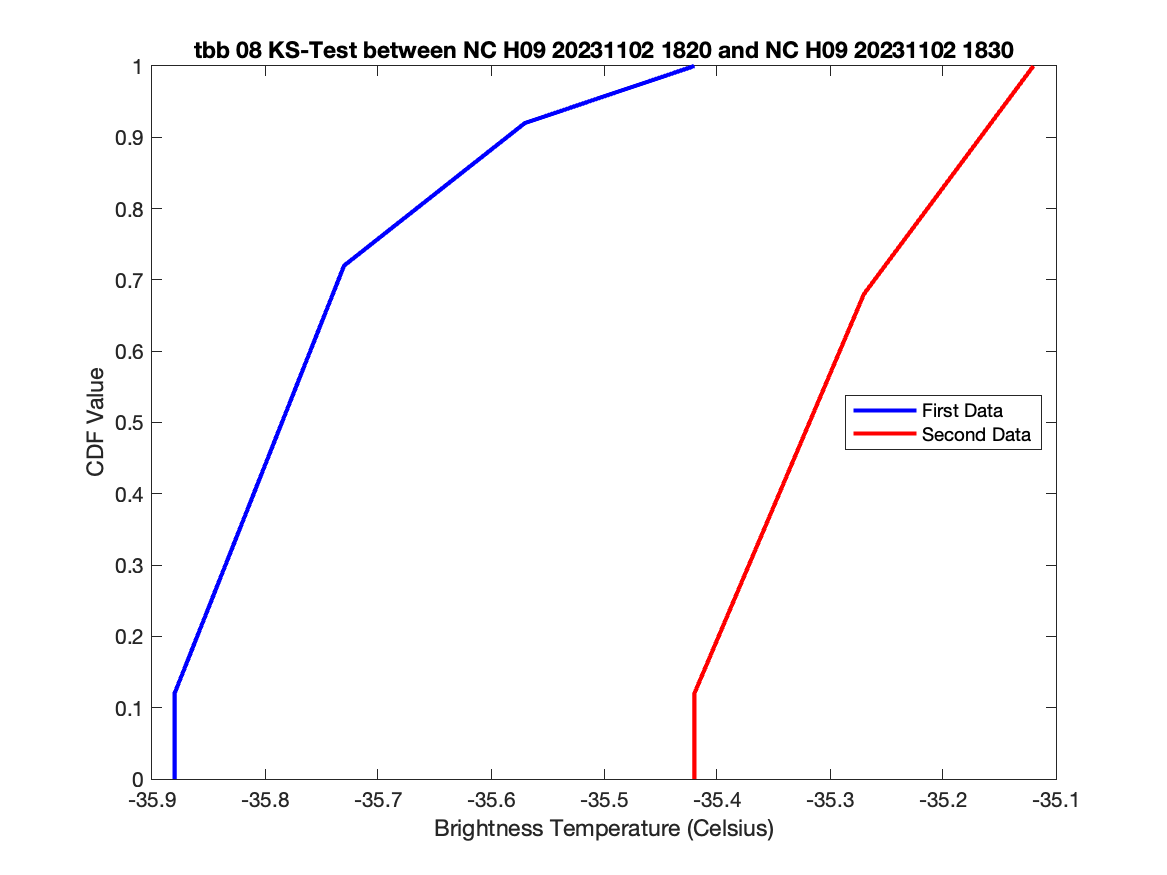 tbb 08 KS-Test between NC H09 20231102 1820 and NC H09 20231102 1830
1
0.9
0.8
0.7
0.6
0.5
0.4
0.3
0.2
0.1
0
CDF Value
First Data
Second Data
-35.9 -35.8 -35.7 -35.6 -35.5 -35.4 -35.3 -35.2 -35.1
Brightness Temperature (Celsius)